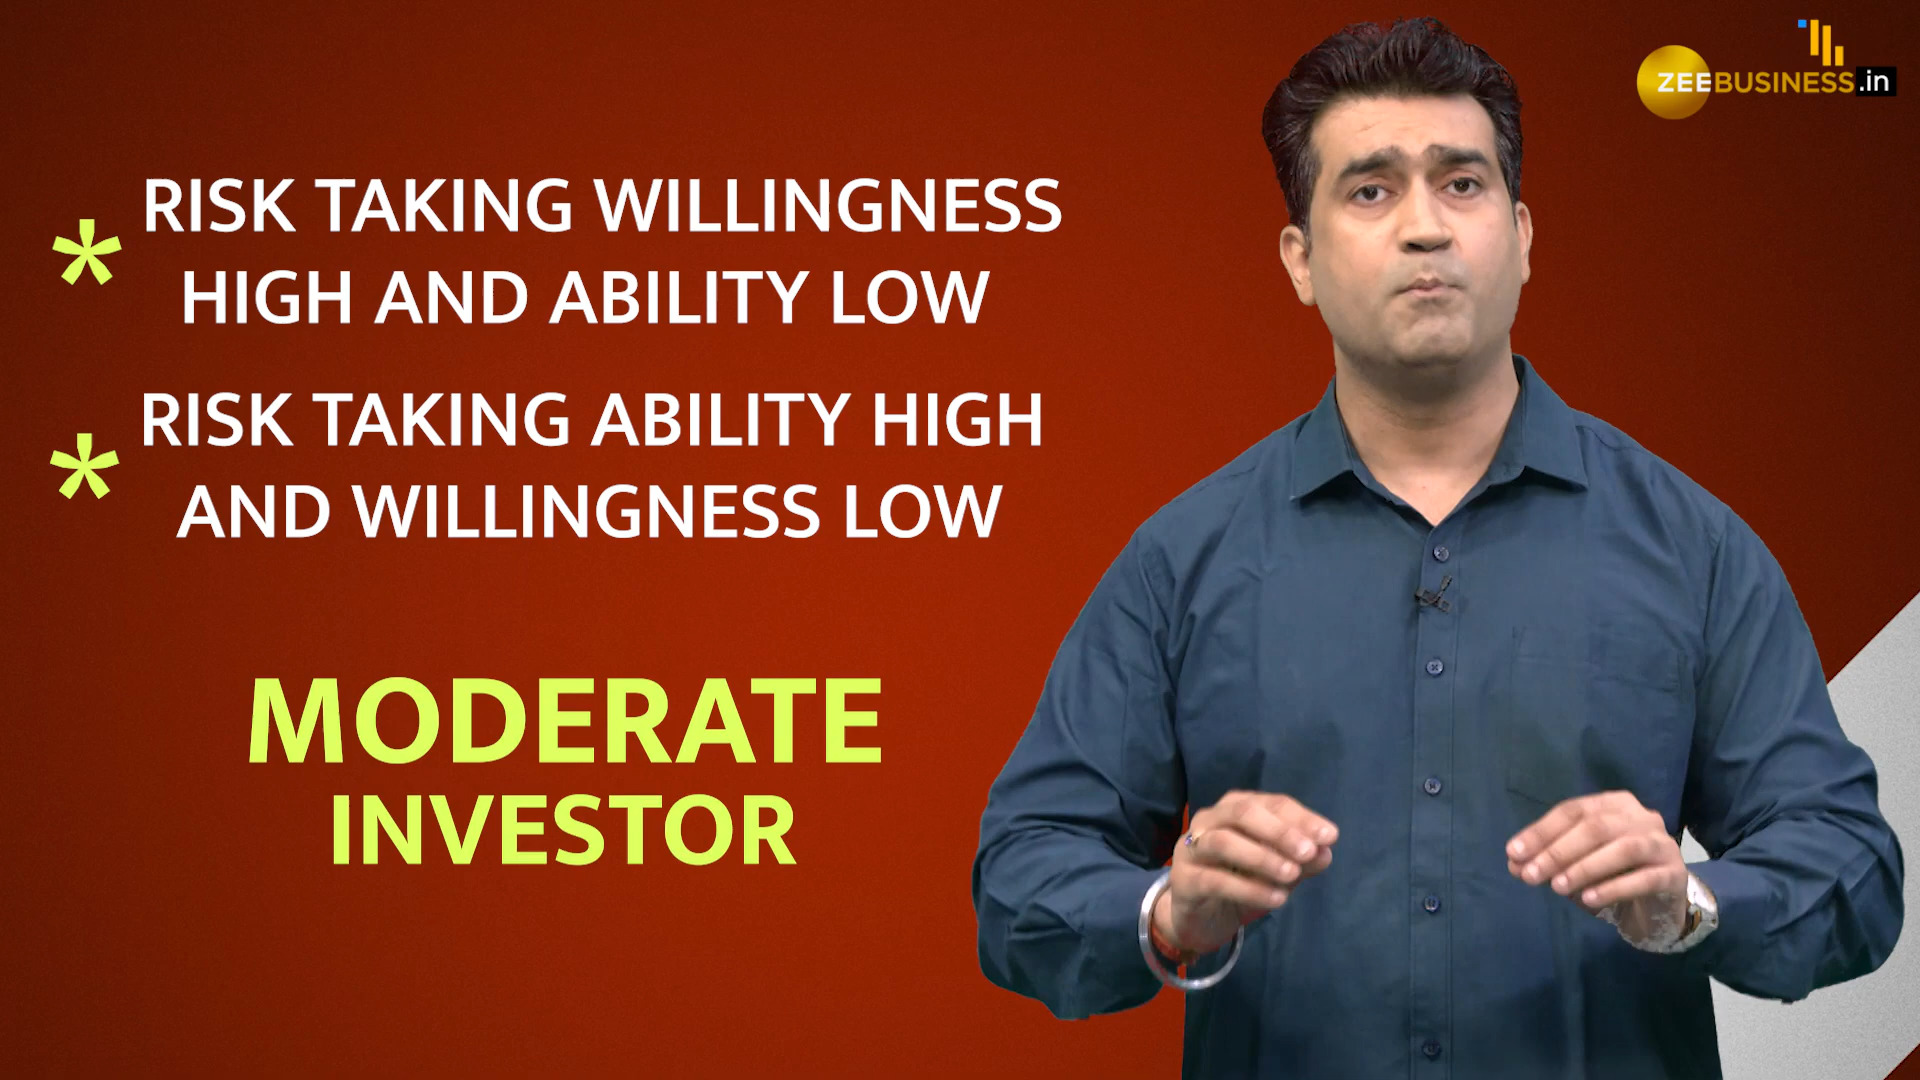 ZEEBUSINESS.in
* RISK TAKING WILLINGNESS
HIGH AND ABILITY LOW
* RISK TAKING ABILITY HIGH
AND WILLINGNESS LOW
MODERATE
INVESTOR